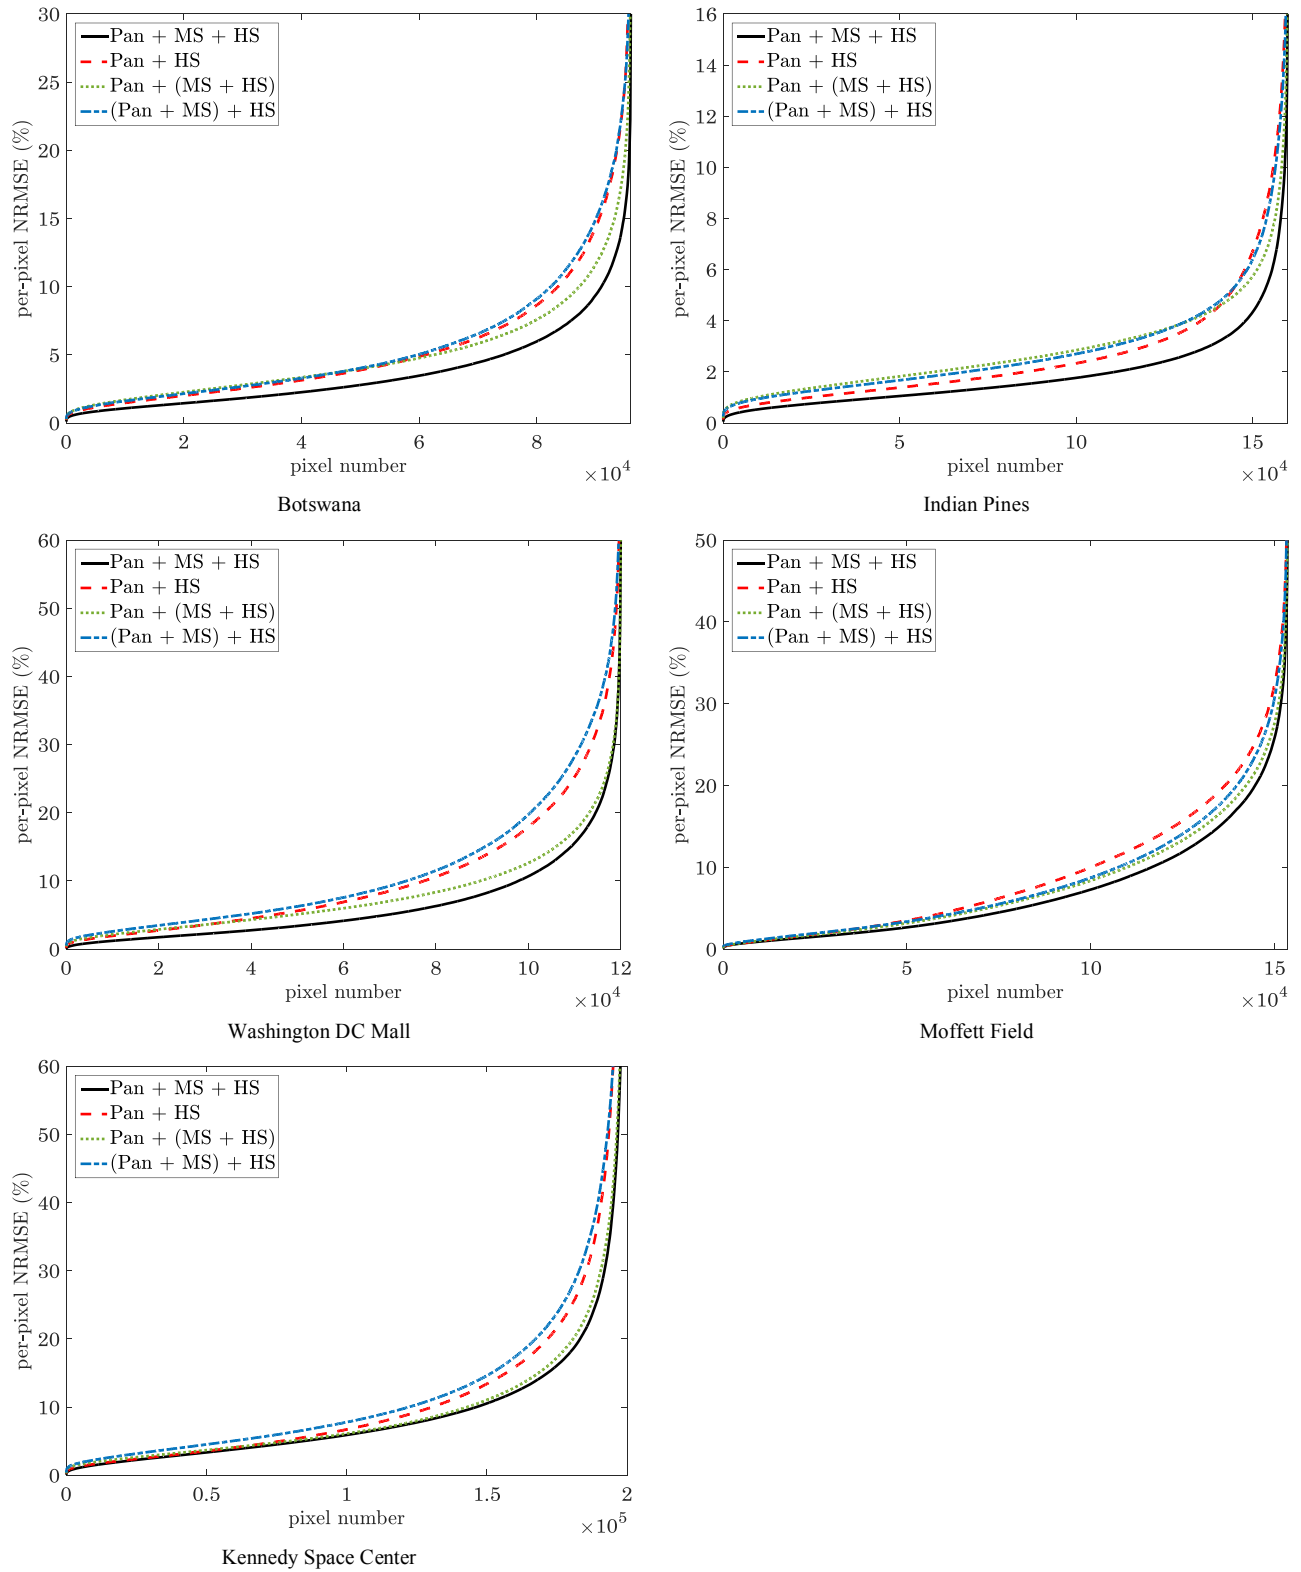 30
25
20
15
10
5
0
per-pixel NRMSE (%)
Pan + MS + HS
Pan + HS
Pan + (MS + HS)
(Pan + MS) + HS
0 2 4 6 8
pixel number
×10^4
Botswana
16
14
12
10
8
6
4
2
0
per-pixel NRMSE (%)
Pan + MS + HS
Pan + HS
Pan + (MS + HS)
(Pan + MS) + HS
0 5 10 15
pixel number
×10^4
Indian Pines
60
50
40
30
20
10
0
per-pixel NRMSE (%)
Pan + MS + HS
Pan + HS
Pan + (MS + HS)
(Pan + MS) + HS
0 2 4 6 8 10 12
pixel number
×10^4
Washington DC Mall
50
40
30
20
10
0
per-pixel NRMSE (%)
Pan + MS + HS
Pan + HS
Pan + (MS + HS)
(Pan + MS) + HS
0 5 10 15
pixel number
×10^4
Moffett Field
60
50
40
30
20
10
0
per-pixel NRMSE (%)
Pan + MS + HS
Pan + HS
Pan + (MS + HS)
(Pan + MS) + HS
0 0.5 1 1.5 2
pixel number
×10^5
Kennedy Space Center